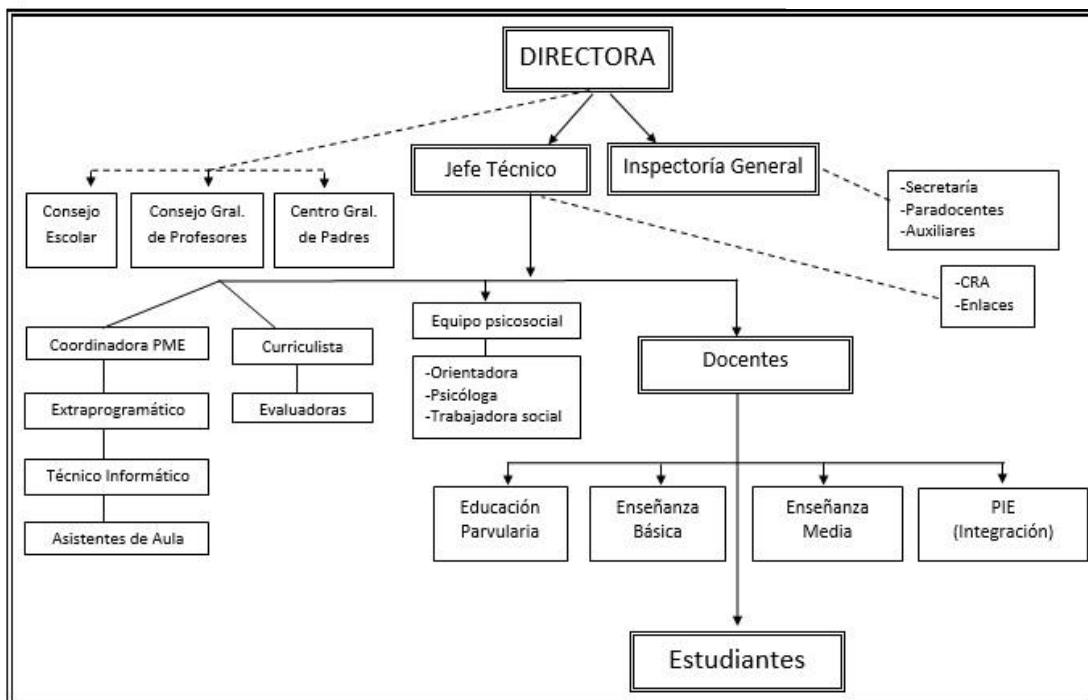 DIRECTORA
Jefe Técnico
Inspectoría General
Consejo
Escolar
Consejo Gral.
de Profesores
Centro Gral.
de Padres
-Secretaría
-Paradocentes
-Auxiliares
-CRA
-Enlaces
Coordinadora PME
Curriculista
Equipo psicosocial
-Orientadora
-Psicóloga
-Trabajadora social
Docentes
Extraprogramático
Evaluadoras
Técnico Informático
Asistentes de Aula
Educación
Parvularia
Enseñanza
Básica
Enseñanza
Media
PIE
(Integración)
Estudiantes